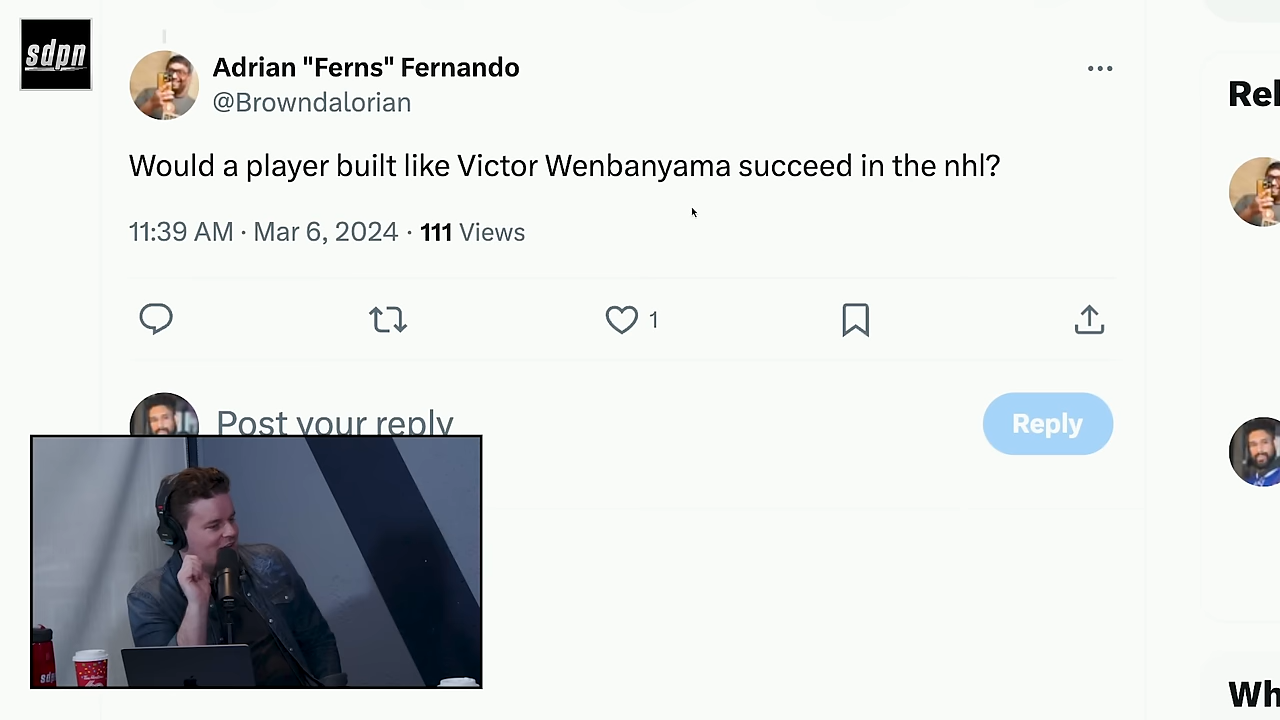 sdpn
Adrian "Ferns" Fernando
@Browndalorian
Would a player built like Victor Wenbanyama succeed in the nhl?
11:39 AM · Mar 6, 2024 · 111 Views
1
Post your reply
Reply
Rel
Wh